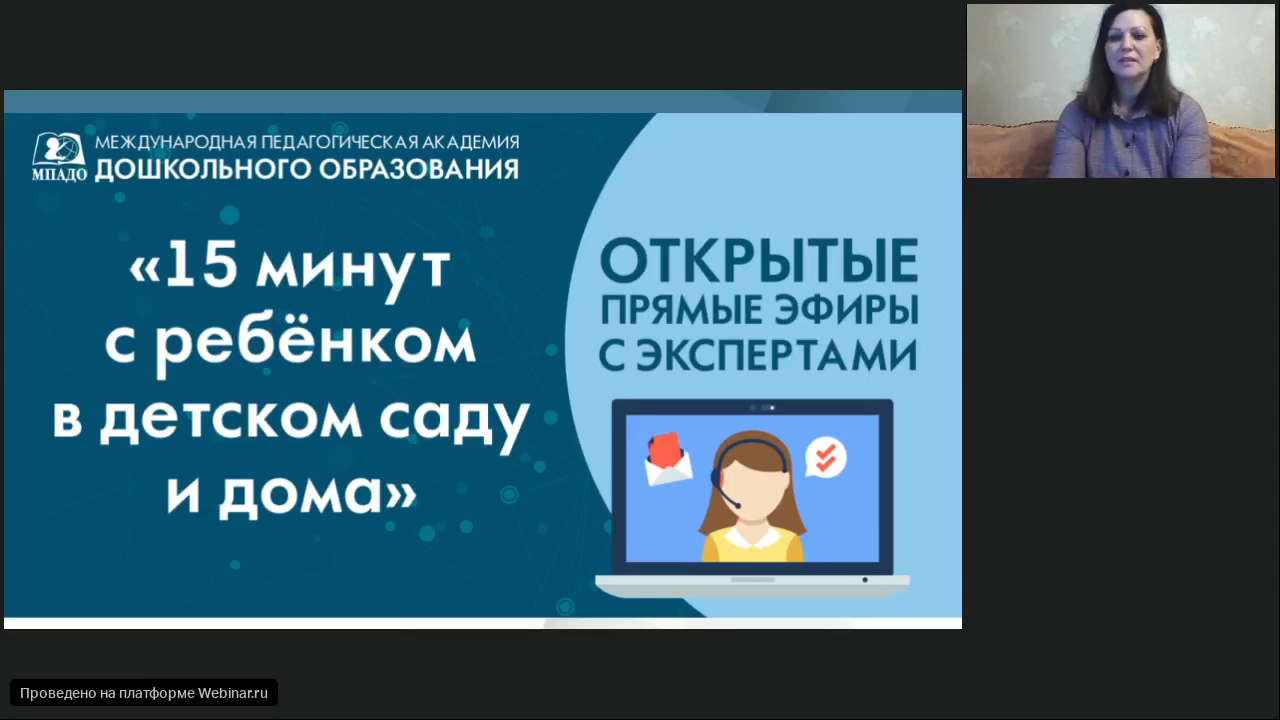 МЕЖДУНАРОДНАЯ ПЕДАГОГИЧЕСКАЯ АКАДЕМИЯ
МПАДО ДОШКОЛЬНОГО ОБРАЗОВАНИЯ
«15 минут
с ребёнком
в детском саду
и дома»
ОТКРЫТЫЕ
ПРЯМЫЕ ЭФИРЫ
С ЭКСПЕРТАМИ
Проведено на платформе Webinar.ru